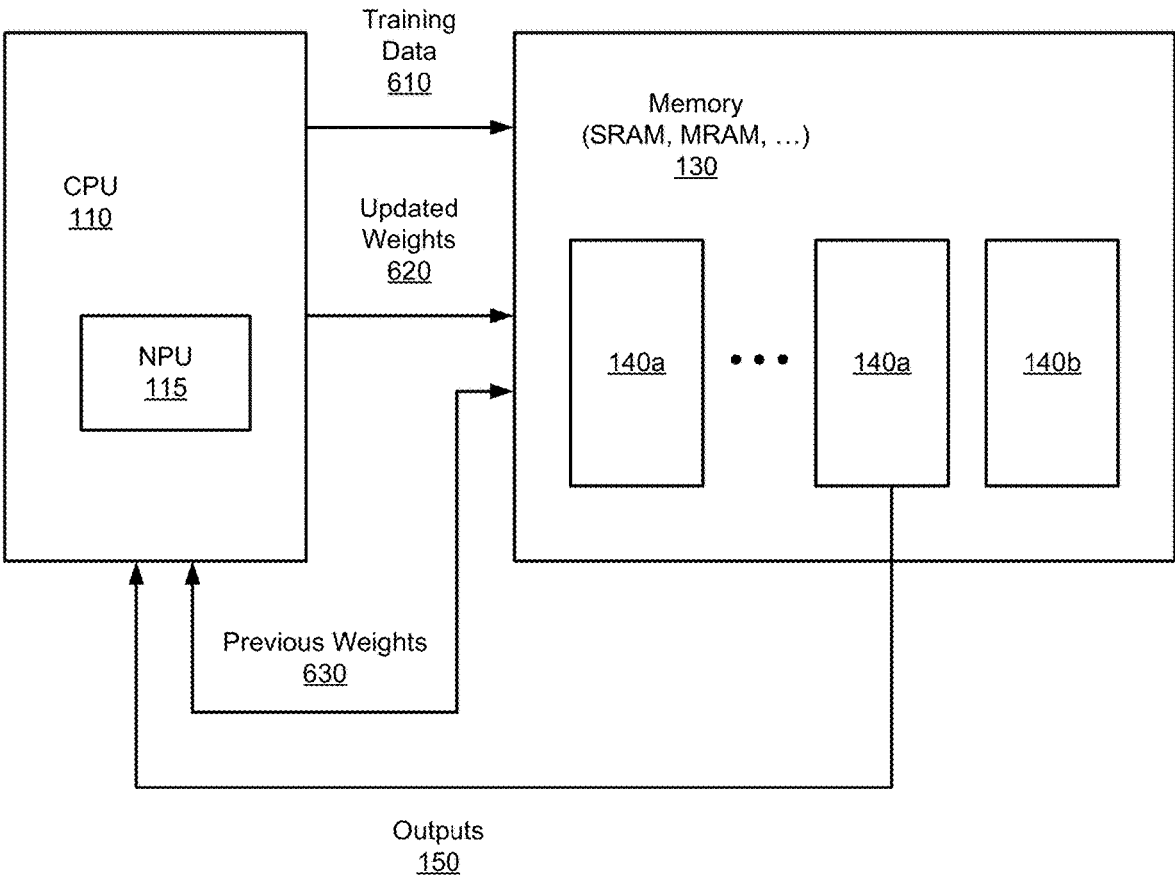 Training
Data
610
Memory
(SRAM, MRAM, ...)
130
CPU
110
Updated
Weights
620
NPU
115
140a
140a
140b
Previous Weights
630
Outputs
150